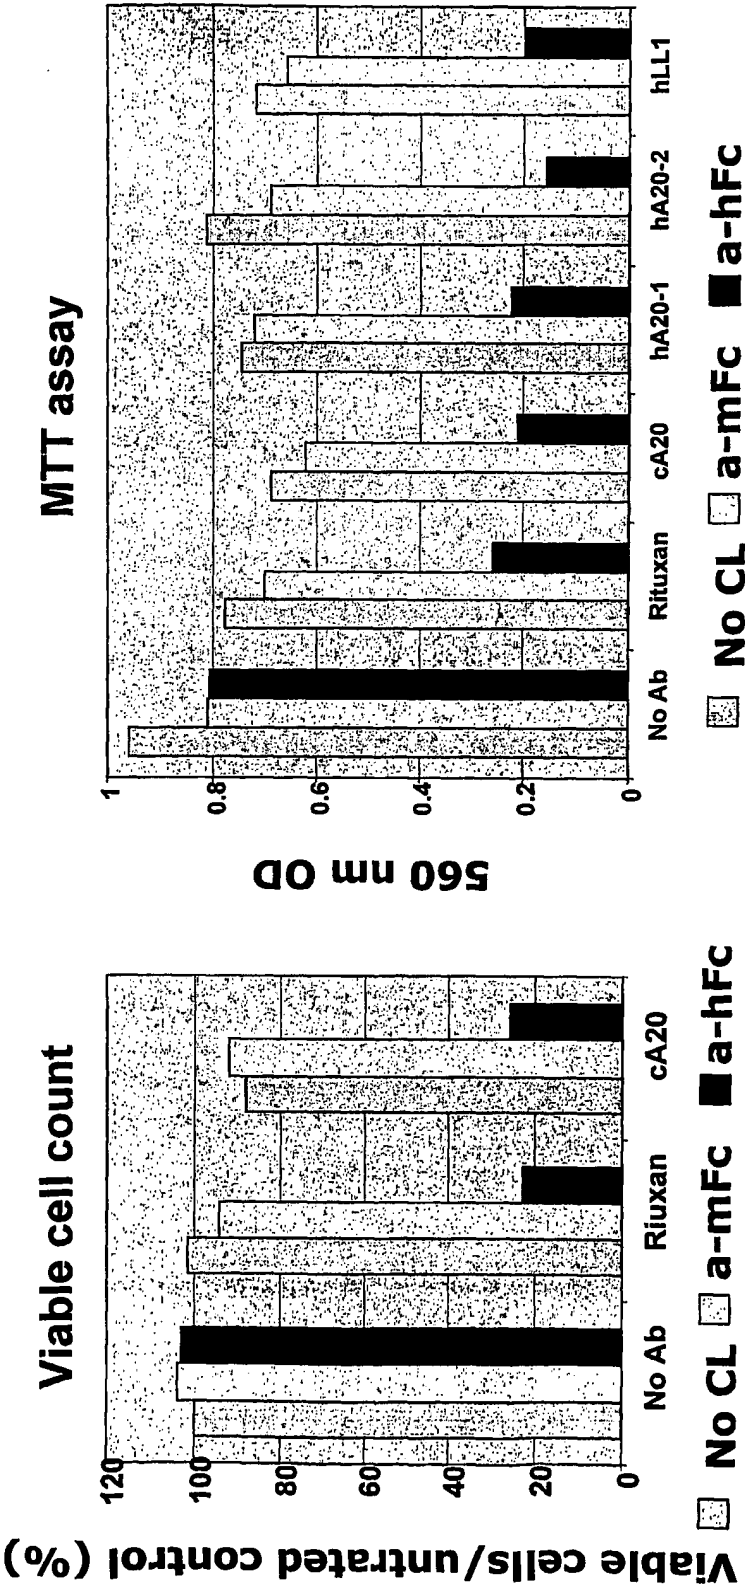 Viable cell count
Viable cells/untrated control (%)
120
100
80
60
40
20
0
No Ab
Riuxan
cA20
No CL
a-mFc
a-hFc
MTT assay
560 nm OD
1
0.8
0.6
0.4
0.2
0
No Ab
Rituxan
cA20
hA20-1
hA20-2
hLL1
No CL
a-mFc
a-hFc